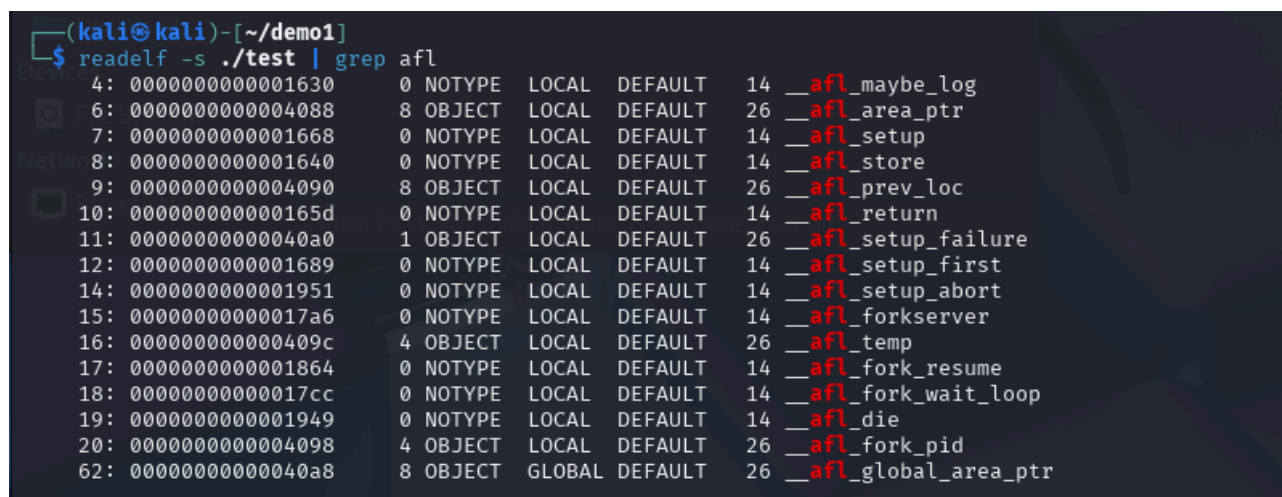 ┌──(kali㉿kali)-[~/demo1]
└─$ readelf -s ./test | grep afl
     4: 0000000000001630     0 NOTYPE  LOCAL  DEFAULT   14 __afl_maybe_log
     6: 0000000000004088     8 OBJECT  LOCAL  DEFAULT   26 __afl_area_ptr
     7: 0000000000001668     0 NOTYPE  LOCAL  DEFAULT   14 __afl_setup
     8: 0000000000001640     0 NOTYPE  LOCAL  DEFAULT   14 __afl_store
     9: 0000000000004090     8 OBJECT  LOCAL  DEFAULT   26 __afl_prev_loc
    10: 000000000000165d     0 NOTYPE  LOCAL  DEFAULT   14 __afl_return
    11: 00000000000040a0     1 OBJECT  LOCAL  DEFAULT   26 __afl_setup_failure
    12: 0000000000001689     0 NOTYPE  LOCAL  DEFAULT   14 __afl_setup_first
    14: 0000000000001951     0 NOTYPE  LOCAL  DEFAULT   14 __afl_setup_abort
    15: 00000000000017a6     0 NOTYPE  LOCAL  DEFAULT   14 __afl_forkserver
    16: 000000000000409c     4 OBJECT  LOCAL  DEFAULT   26 __afl_temp
    17: 0000000000001864     0 NOTYPE  LOCAL  DEFAULT   14 __afl_fork_resume
    18: 00000000000017cc     0 NOTYPE  LOCAL  DEFAULT   14 __afl_fork_wait_loop
    19: 0000000000001949     0 NOTYPE  LOCAL  DEFAULT   14 __afl_die
    20: 0000000000004098     4 OBJECT  LOCAL  DEFAULT   26 __afl_fork_pid
    62: 00000000000040a8     8 OBJECT  GLOBAL DEFAULT   26 __afl_global_area_ptr